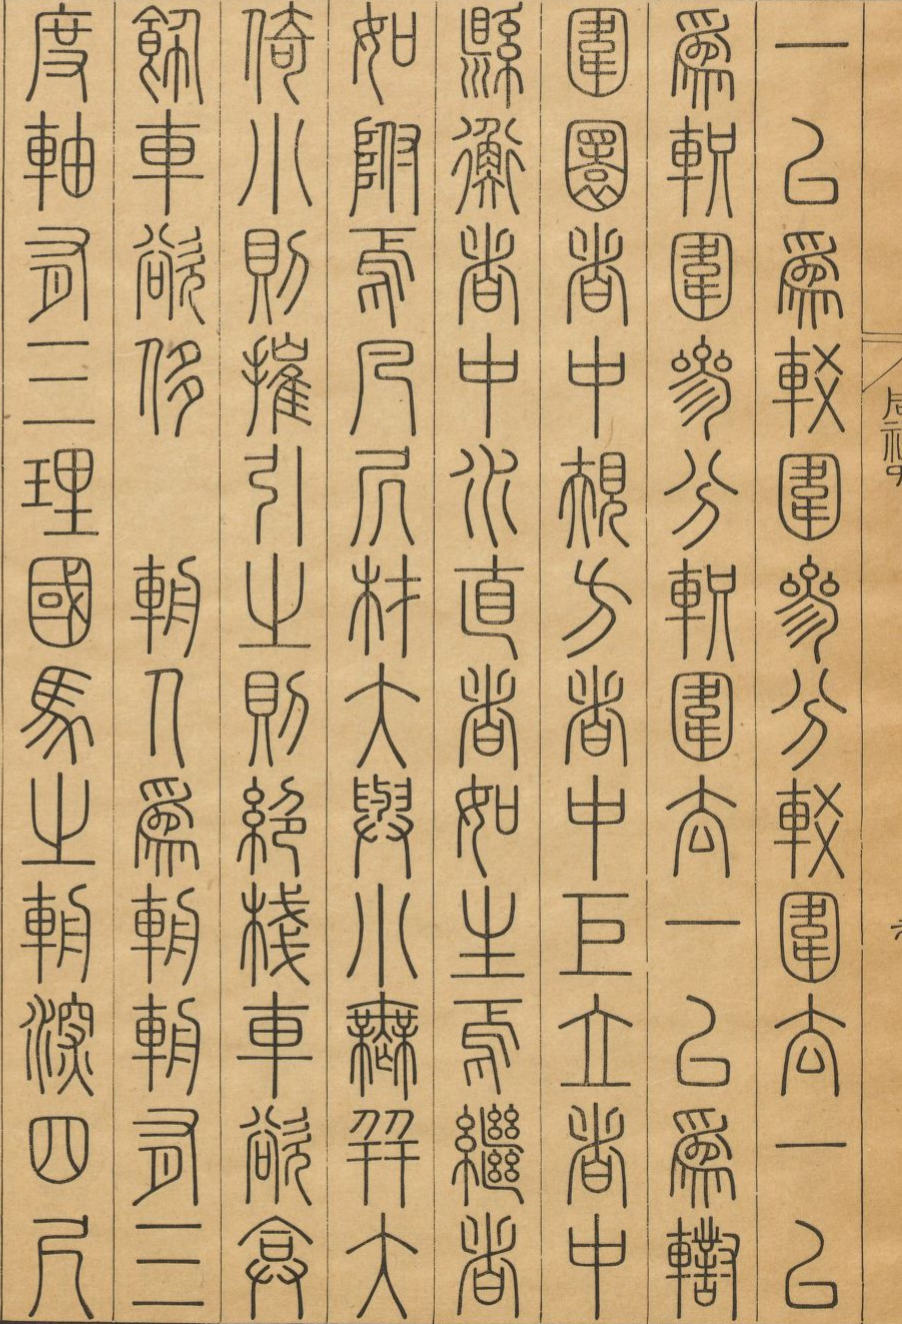 一以爲較圍參分較圍去一以
爲軹圍參分軹圍去一以爲轛
圍圜者中規方者中巨立者中
縣衡者中水直者如生焉繼者
如附焉凡凥材大與小無并大
倚小則摧引之則絕棧車欲弇
飾車欲侈　輈人爲輈輈有三
度軸有三理國馬之輈深四尺